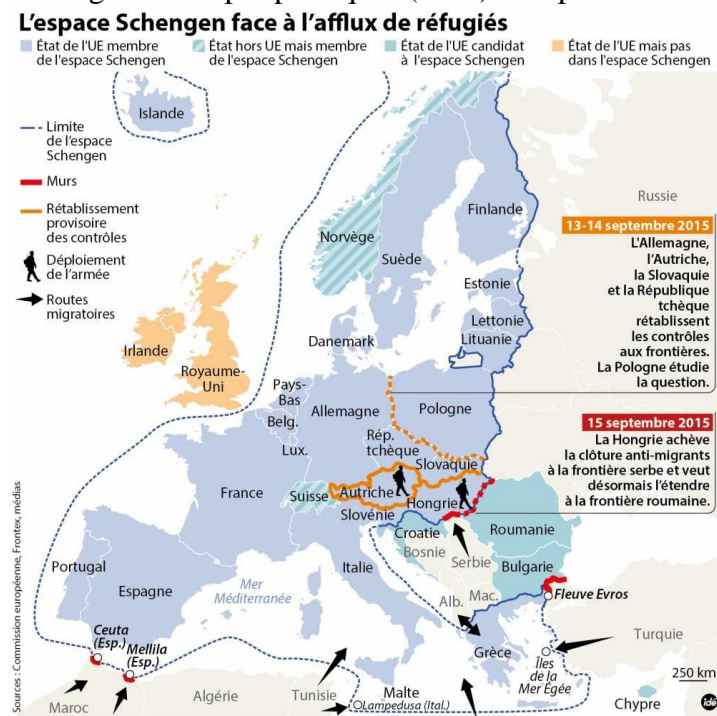 L'espace Schengen face à l'afflux de réfugiés
État de l'UE membre
de l'espace Schengen
État hors UE mais membre
de l'espace Schengen
État de l'UE candidat
à l'espace Schengen
État de l'UE mais pas
dans l'espace Schengen
Limite
de l'espace
Schengen
Murs
Rétablissement
provisoire
des contrôles
Déploiement
de l'armée
Routes
migratoires
Islande
Norvège
Suède
Finlande
Russie
Estonie
Lettonie
Lituanie
Danemark
Irlande
Royaume-
Uni
Pays-
Bas
Belg.
Lux.
Allemagne
Pologne
Rép.
tchèque
Slovaquie
France
Suisse
Autriche
Hongrie
Slovénie
Croatie
Roumanie
Bosnie
Serbie
Bulgarie
Italie
Portugal
Espagne
Mer
Méditerranée
Alb.
Mac.
Fleuve Evros
Grèce
Turquie
Îles
de la
Mer Egée
Ceuta
(Esp.)
Mellila
(Esp.)
Maroc
Algérie
Tunisie
Malte
Lampedusa (Ital.)
Chypre
250 km
idé
13-14 septembre 2015
L'Allemagne,
l'Autriche,
la Slovaquie
et la République
tchèque
rétablissent
les contrôles
aux frontières.
La Pologne étudie
la question.
15 septembre 2015
La Hongrie achève
la clôture anti-migrants
à la frontière serbe et veut
désormais l'étendre
à la frontière roumaine.
Sources : Commission européenne, Frontex, médias